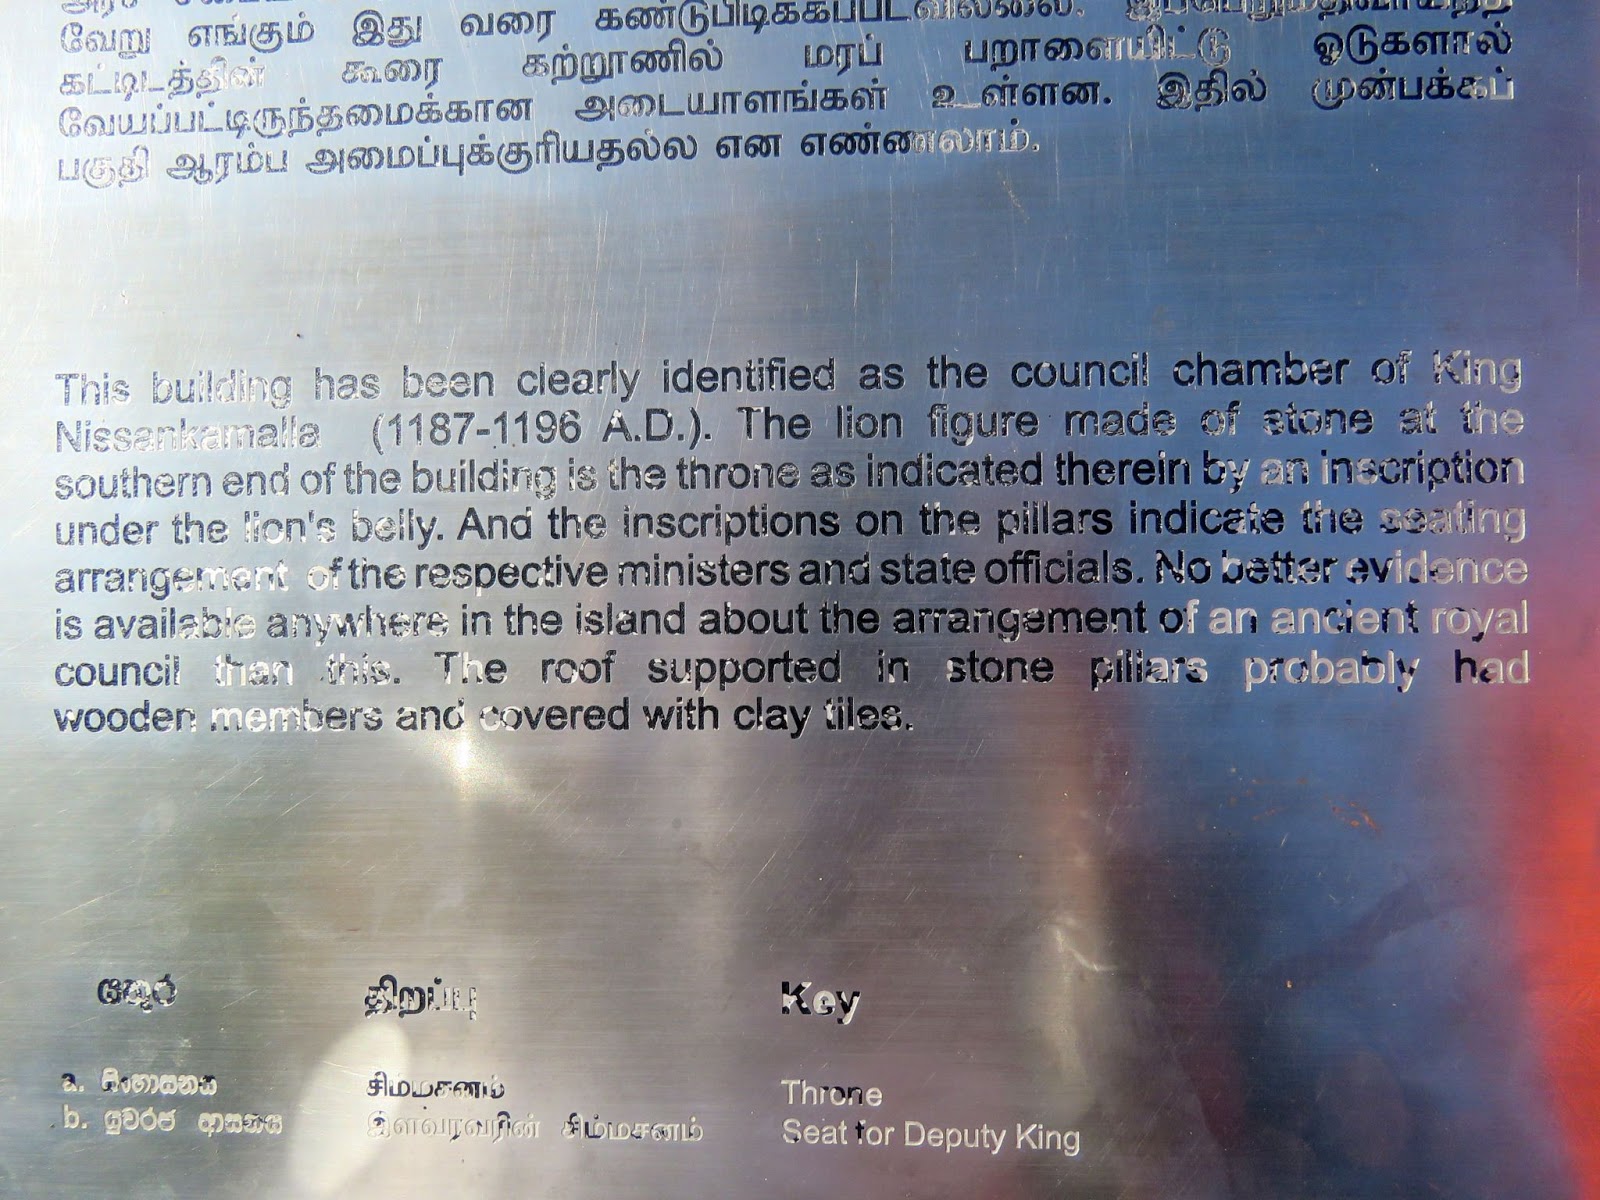 வேறு எங்கும் இது வரை கண்டுபிடிக்கப்படவில்லை.
கட்டிடத்தின் கூரை கற்றூணில் மரப் பறாளையிட்டு ஓடுகளால்
வேயப்பட்டிருந்தமைக்கான அடையாளங்கள் உள்ளன. இதில் முன்பக்கப்
பகுதி ஆரம்ப அமைப்புக்குரியதல்ல என எண்ணலாம்.
This building has been clearly identified as the council chamber of King
Nissankamalla (1187-1196 A.D.). The lion figure made of stone at the
southern end of the building is the throne as indicated therein by an inscription
under the lion's belly. And the inscriptions on the pillars indicate the seating
arrangement of the respective ministers and state officials. No better evidence
is available anywhere in the island about the arrangement of an ancient royal
council than this. The roof supported in stone pillars probably had
wooden members and covered with clay tiles.
යතුර திறப்பு Key
a. සිංහාසනය சிம்மசனம் Throne
b. යුවරජ ආසනය இளவரவரின் சிம்மசனம் Seat for Deputy King